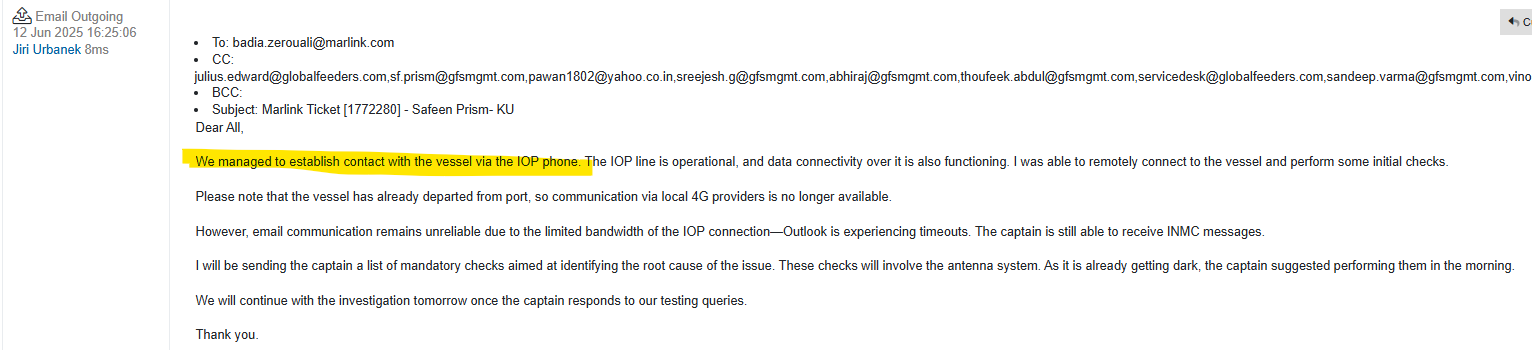 Email Outgoing
12 Jun 2025 16:25:06
Jiri Urbanek 8ms
C
• To: badia.zerouali@marlink.com
• CC:
julius.edward@globalfeeders.com,sf.prism@gfsmgmt.com,pawan1802@yahoo.co.in,sreejesh.g@gfsmgmt.com,abhiraj@gfsmgmt.com,thoufeek.abdul@gfsmgmt.com,servicedesk@globalfeeders.com,sandeep.varma@gfsmgmt.com,vino
• BCC:
• Subject: Marlink Ticket [1772280] - Safeen Prism- KU
Dear All,
We managed to establish contact with the vessel via the IOP phone. The IOP line is operational, and data connectivity over it is also functioning. I was able to remotely connect to the vessel and perform some initial checks.
Please note that the vessel has already departed from port, so communication via local 4G providers is no longer available.
However, email communication remains unreliable due to the limited bandwidth of the IOP connection—Outlook is experiencing timeouts. The captain is still able to receive INMC messages.
I will be sending the captain a list of mandatory checks aimed at identifying the root cause of the issue. These checks will involve the antenna system. As it is already getting dark, the captain suggested performing them in the morning.
We will continue with the investigation tomorrow once the captain responds to our testing queries.
Thank you.